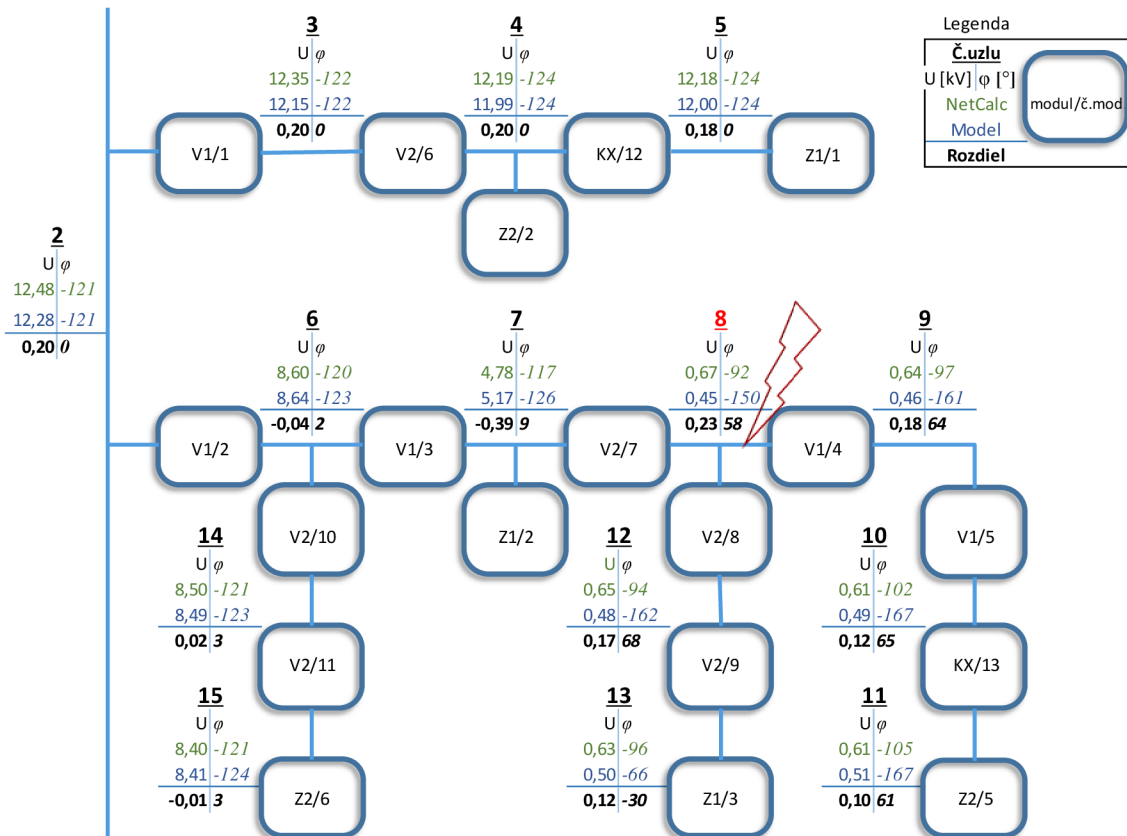 Legenda
Č.uzlu
U [kV] φ [°]
NetCalc
Model
Rozdiel
modul/č.mod
3
U φ
12,35 -122
12,15 -122
0,20 0
4
U φ
12,19 -124
11,99 -124
0,20 0
5
U φ
12,18 -124
12,00 -124
0,18 0
V1/1
V2/6
KX/12
Z1/1
Z2/2
2
U φ
12,48 -121
12,28 -121
0,20 0
6
U φ
8,60 -120
8,64 -123
-0,04 2
7
U φ
4,78 -117
5,17 -126
-0,39 9
8
U φ
0,67 -92
0,45 -150
0,23 58
9
U φ
0,64 -97
0,46 -161
0,18 64
V1/2
V1/3
V2/7
V1/4
V2/10
Z1/2
V2/8
V1/5
14
U φ
8,50 -121
8,49 -123
0,02 3
12
U φ
0,65 -94
0,48 -162
0,17 68
10
U φ
0,61 -102
0,49 -167
0,12 65
V2/11
V2/9
KX/13
15
U φ
8,40 -121
8,41 -124
-0,01 3
13
U φ
0,63 -96
0,50 -66
0,12 -30
11
U φ
0,61 -105
0,51 -167
0,10 61
Z2/6
Z1/3
Z2/5